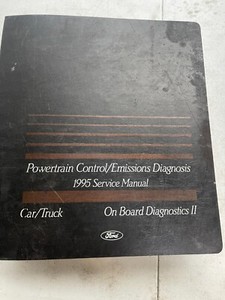 Powertrain Control/Emissions Diagnosis
1995 Service Manual
Car/Truck On Board Diagnostics II
Ford